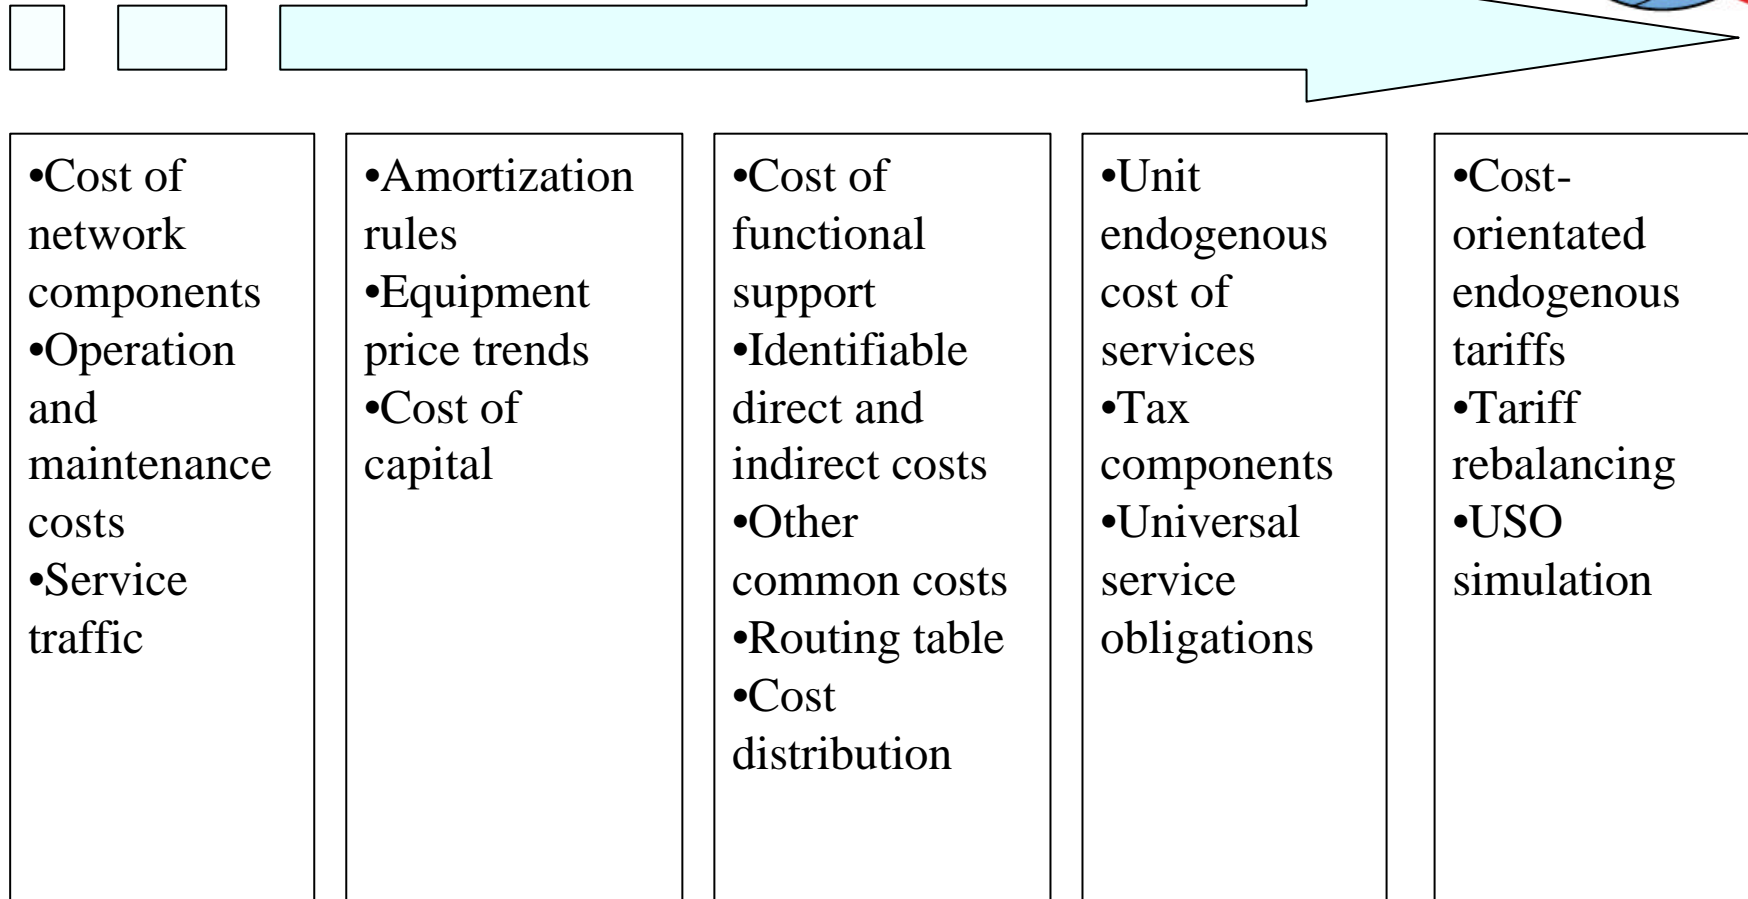 •Cost of
network
components
•Operation
and
maintenance
costs
•Service
traffic
•Amortization
rules
•Equipment
price trends
•Cost of
capital
•Cost of
functional
support
•Identifiable
direct and
indirect costs
•Other
common costs
•Routing table
•Cost
distribution
•Unit
endogenous
cost of
services
•Tax
components
•Universal
service
obligations
•Cost-
orientated
endogenous
tariffs
•Tariff
rebalancing
•USO
simulation